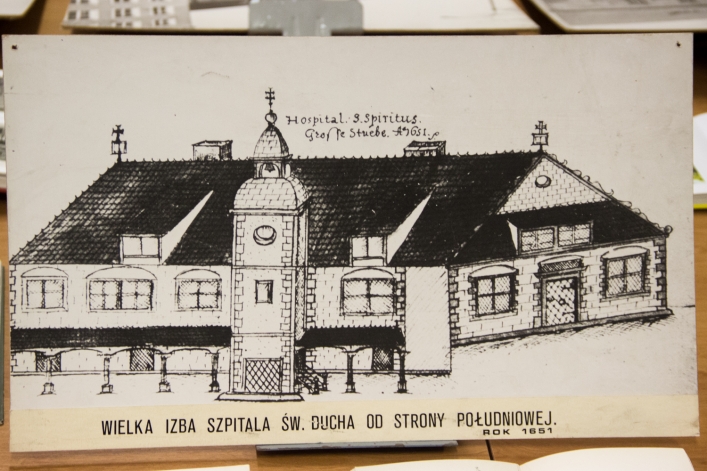 Hospital. S. Spiritus.
Grosse Stuebe. Aº 1651.
WIELKA IZBA SZPITALA ŚW. DUCHA OD STRONY POŁUDNIOWEJ.
ROK 1651